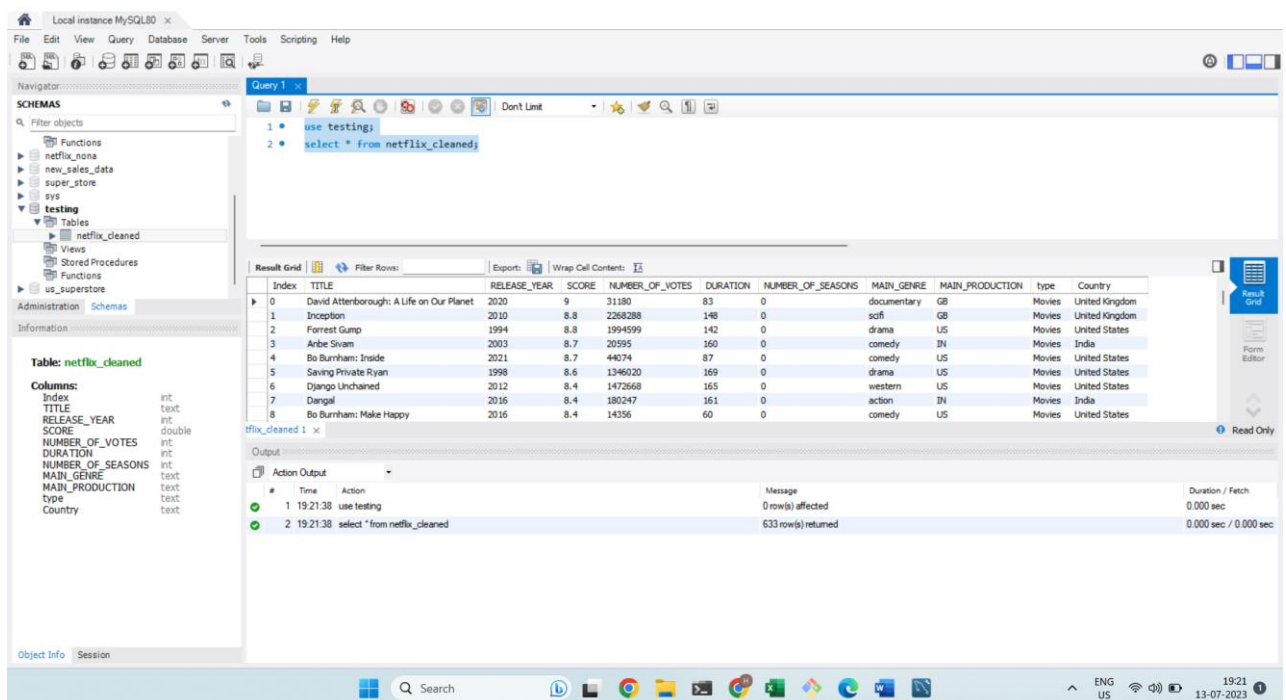 Local instance MySQL80 ×
File Edit View Query Database Server Tools Scripting Help
Navigator
SCHEMAS
Filter objects
Functions
netflix_nona
new_sales_data
super_store
sys
testing
Tables
netflix_cleaned
Views
Stored Procedures
Functions
us_superstore
Administration Schemas
Information
Table: netflix_cleaned
Columns:
Index int
TITLE text
RELEASE_YEAR int
SCORE double
NUMBER_OF_VOTES int
DURATION int
NUMBER_OF_SEASONS int
MAIN_GENRE text
MAIN_PRODUCTION text
type text
Country text
Object Info Session
Query 1 ×
Don't Limit
1 use testing;
2 select * from netflix_cleaned;
Result Grid Filter Rows: Export: Wrap Cell Content:
Index TITLE RELEASE_YEAR SCORE NUMBER_OF_VOTES DURATION NUMBER_OF_SEASONS MAIN_GENRE MAIN_PRODUCTION type Country
0 David Attenborough: A Life on Our Planet 2020 9 31180 83 0 documentary GB Movies United Kingdom
1 Inception 2010 8.8 2268288 148 0 scifi GB Movies United Kingdom
2 Forrest Gump 1994 8.8 1994599 142 0 drama US Movies United States
3 Anbe Sivam 2003 8.7 20595 160 0 comedy IN Movies India
4 Bo Burnham: Inside 2021 8.7 44074 87 0 comedy US Movies United States
5 Saving Private Ryan 1998 8.6 1346020 169 0 drama US Movies United States
6 Django Unchained 2012 8.4 1472668 165 0 western US Movies United States
7 Dangal 2016 8.4 180247 161 0 action IN Movies India
8 Bo Burnham: Make Happy 2016 8.4 14356 60 0 comedy US Movies United States
Result Grid
Form Editor
tflix_cleaned 1 ×
Read Only
Output
Action Output
# Time Action Message Duration / Fetch
1 19:21:38 use testing 0 row(s) affected 0.000 sec
2 19:21:38 select * from netflix_cleaned 633 row(s) returned 0.000 sec / 0.000 sec
Search
ENG
US
19:21
13-07-2023
1